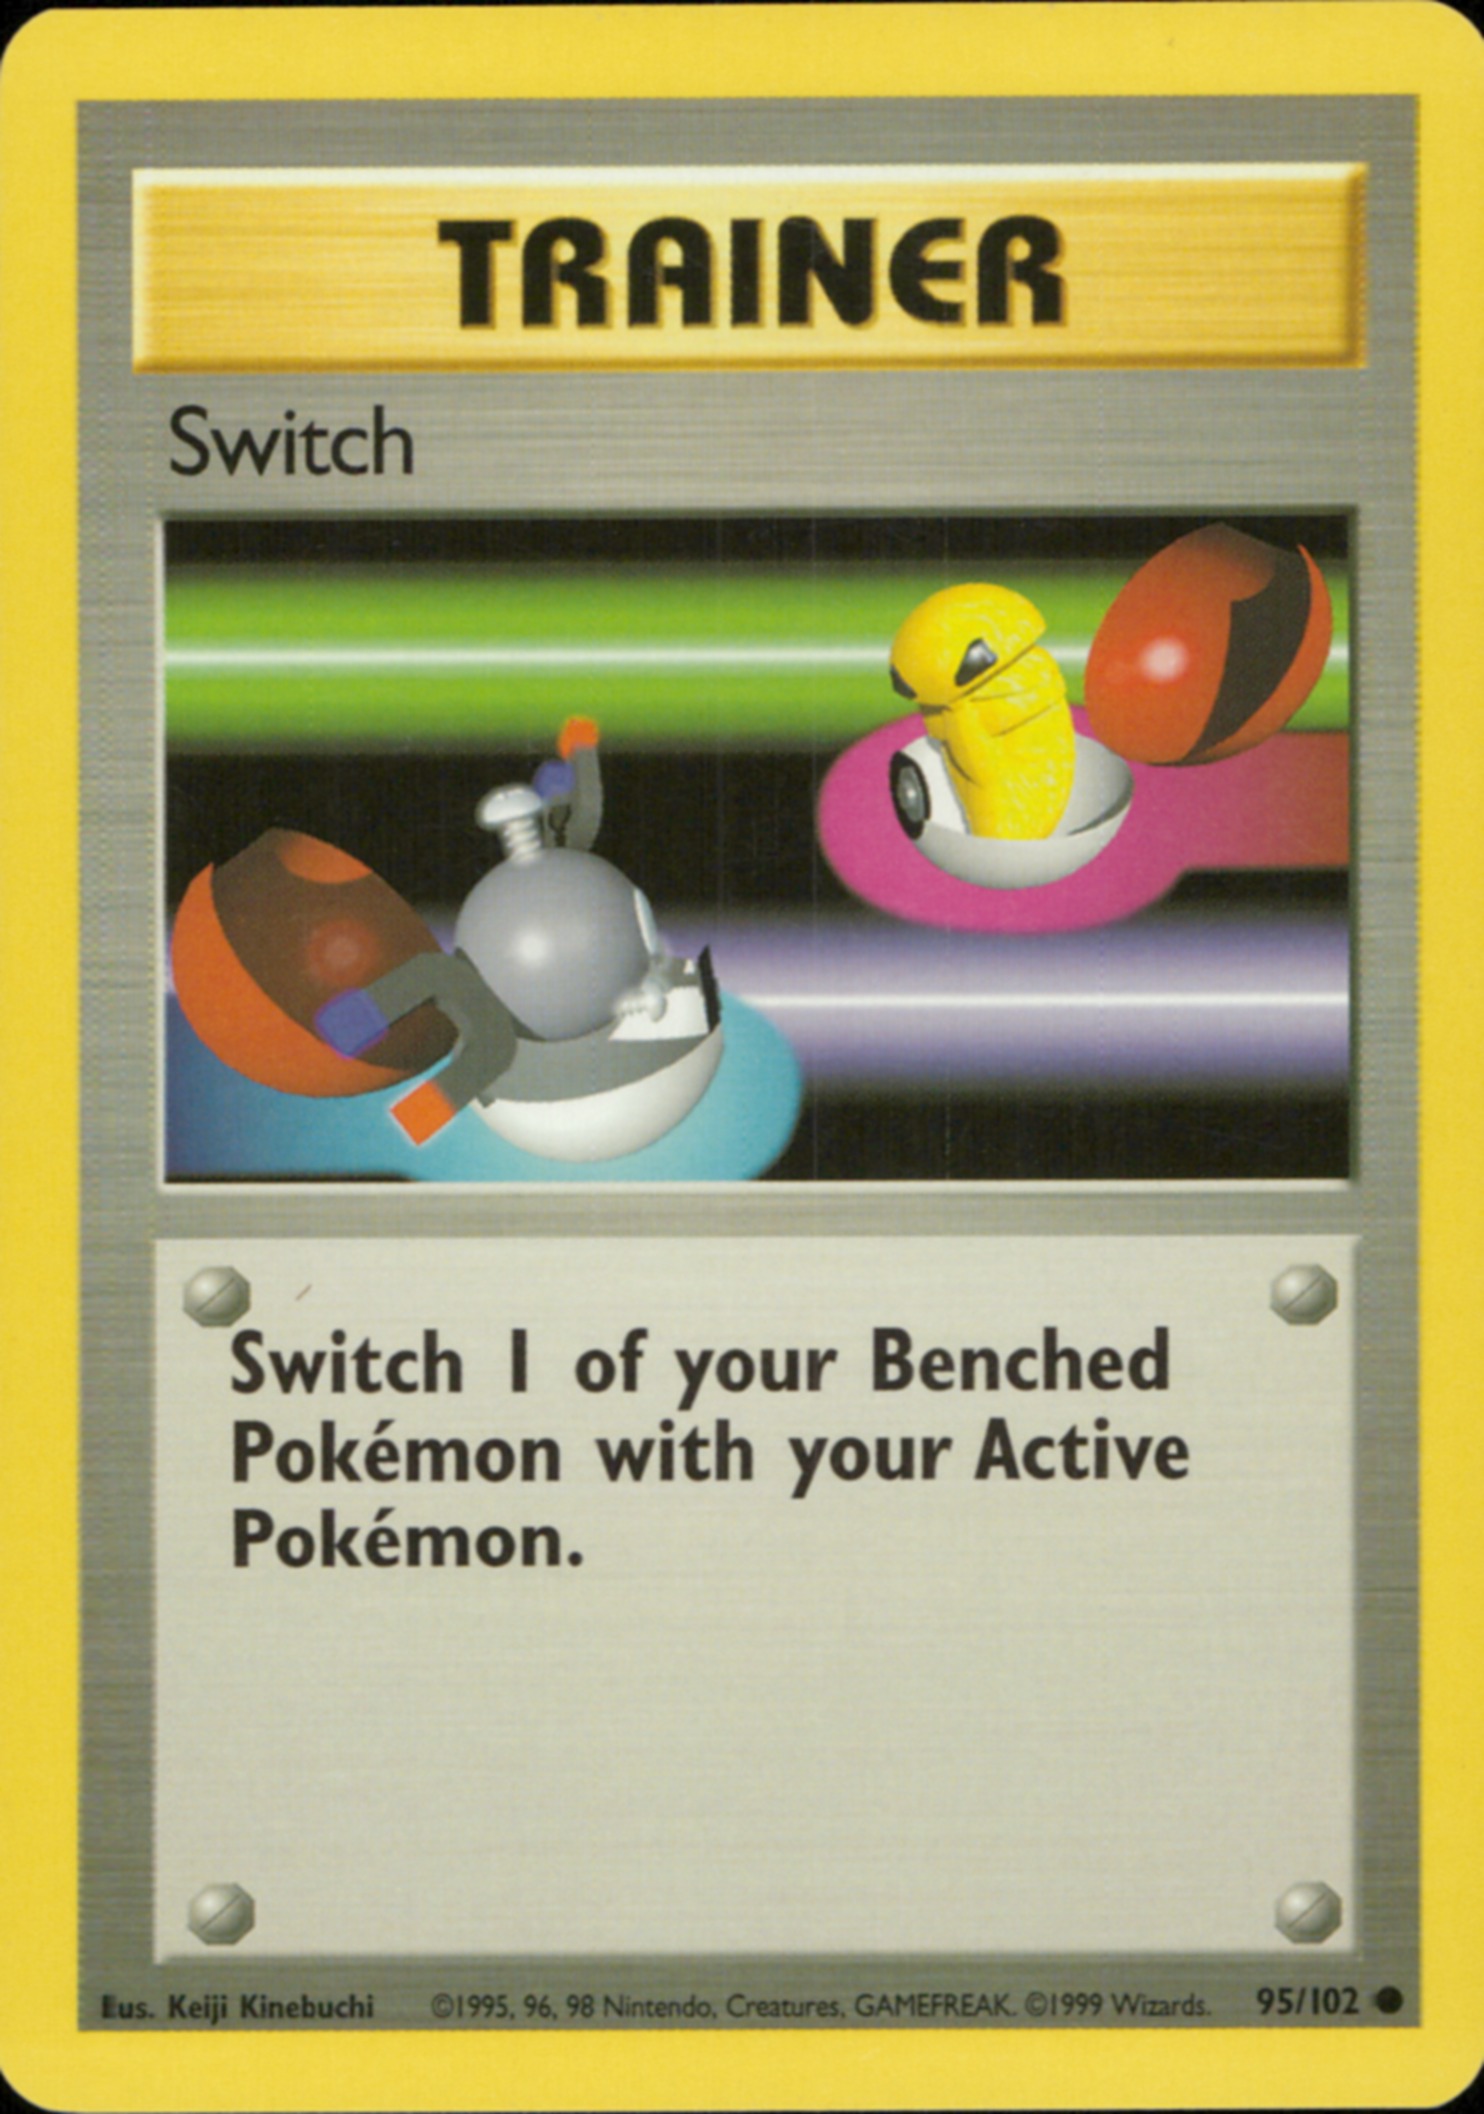 TRAINER
Switch
Switch 1 of your Benched
Pokémon with your Active
Pokémon.
Illus. Keiji Kinebuchi ©1995, 96, 98 Nintendo, Creatures, GAMEFREAK. ©1999 Wizards. 95/102 ●